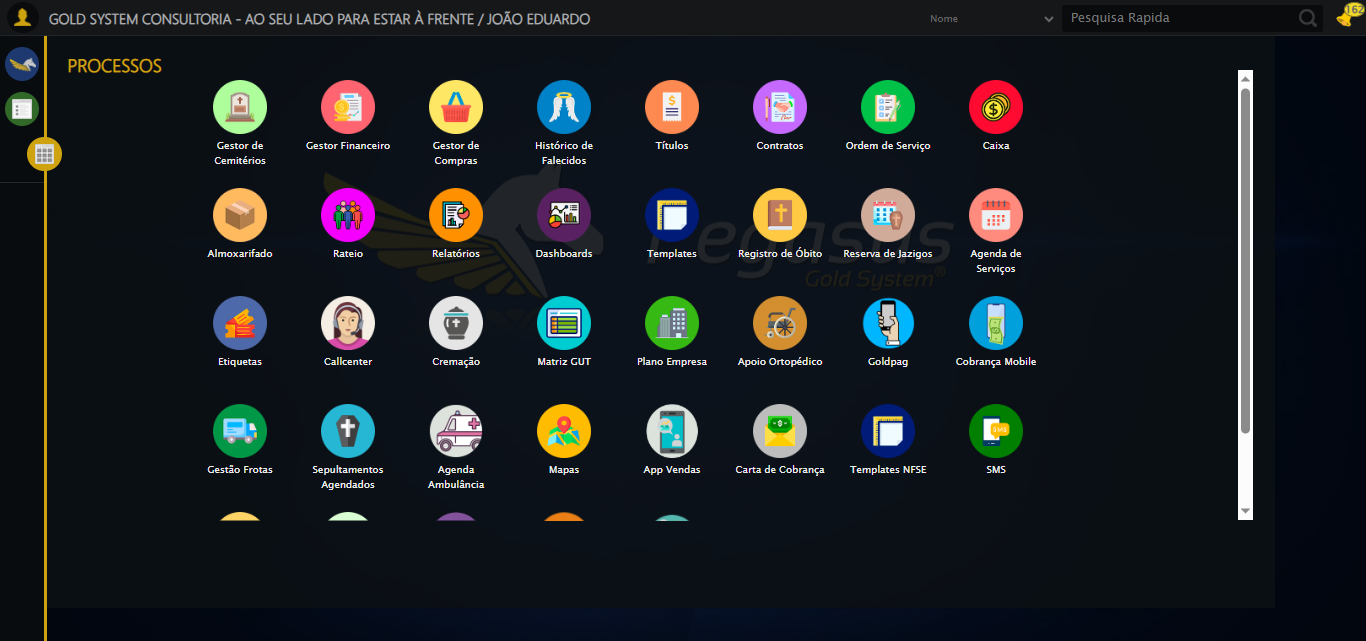 GOLD SYSTEM CONSULTORIA - AO SEU LADO PARA ESTAR À FRENTE / JOÃO EDUARDO
Nome
Pesquisa Rapida
162
PROCESSOS
Gestor de
Cemitérios
Gestor Financeiro
Gestor de
Compras
Histórico de
Falecidos
Títulos
Contratos
Ordem de Serviço
Caixa
Almoxarifado
Rateio
Relatórios
Dashboards
Templates
Registro de Óbito
Reserva de Jazigos
Agenda de
Serviços
Pegasus
Gold System®
Etiquetas
Callcenter
Cremação
Matriz GUT
Plano Empresa
Apoio Ortopédico
Goldpag
Cobrança Mobile
Gestão Frotas
Sepultamentos
Agendados
Agenda
Ambulância
Mapas
App Vendas
Carta de Cobrança
Templates NFSE
SMS
SMS